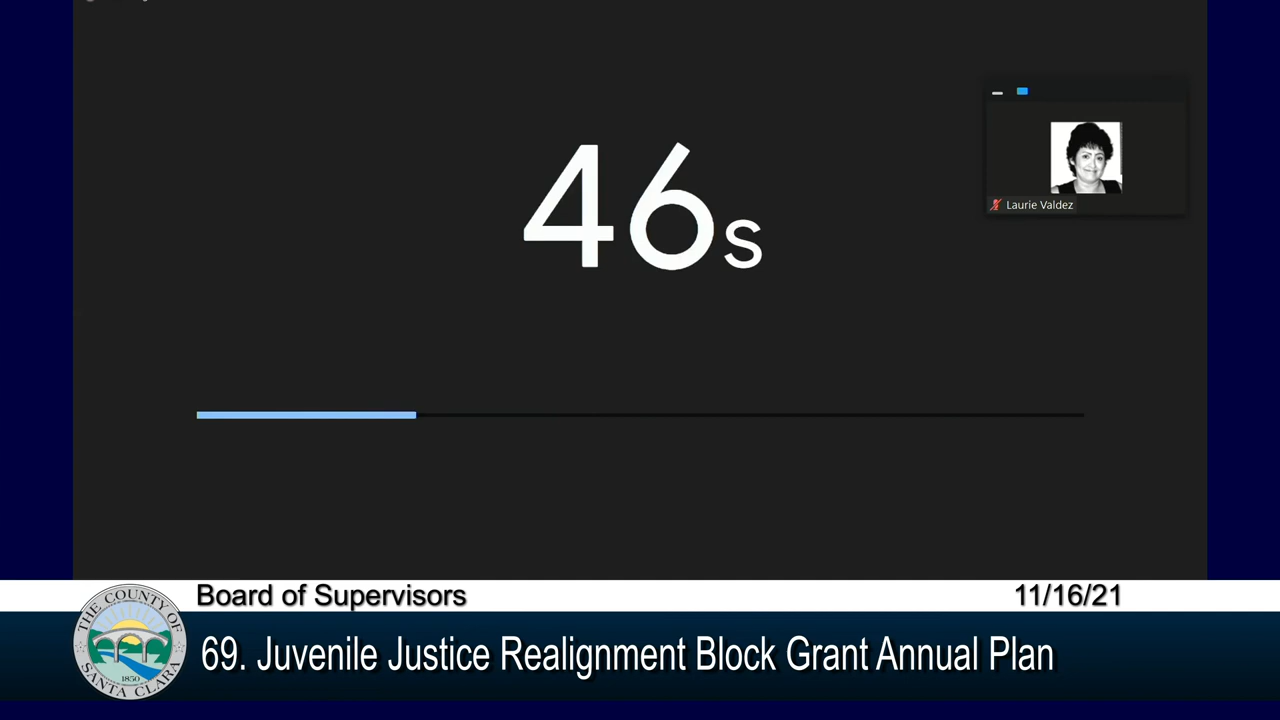 46s
Laurie Valdez
Board of Supervisors
11/16/21
69. Juvenile Justice Realignment Block Grant Annual Plan
THE COUNTY OF
SANTA CLARA
1850